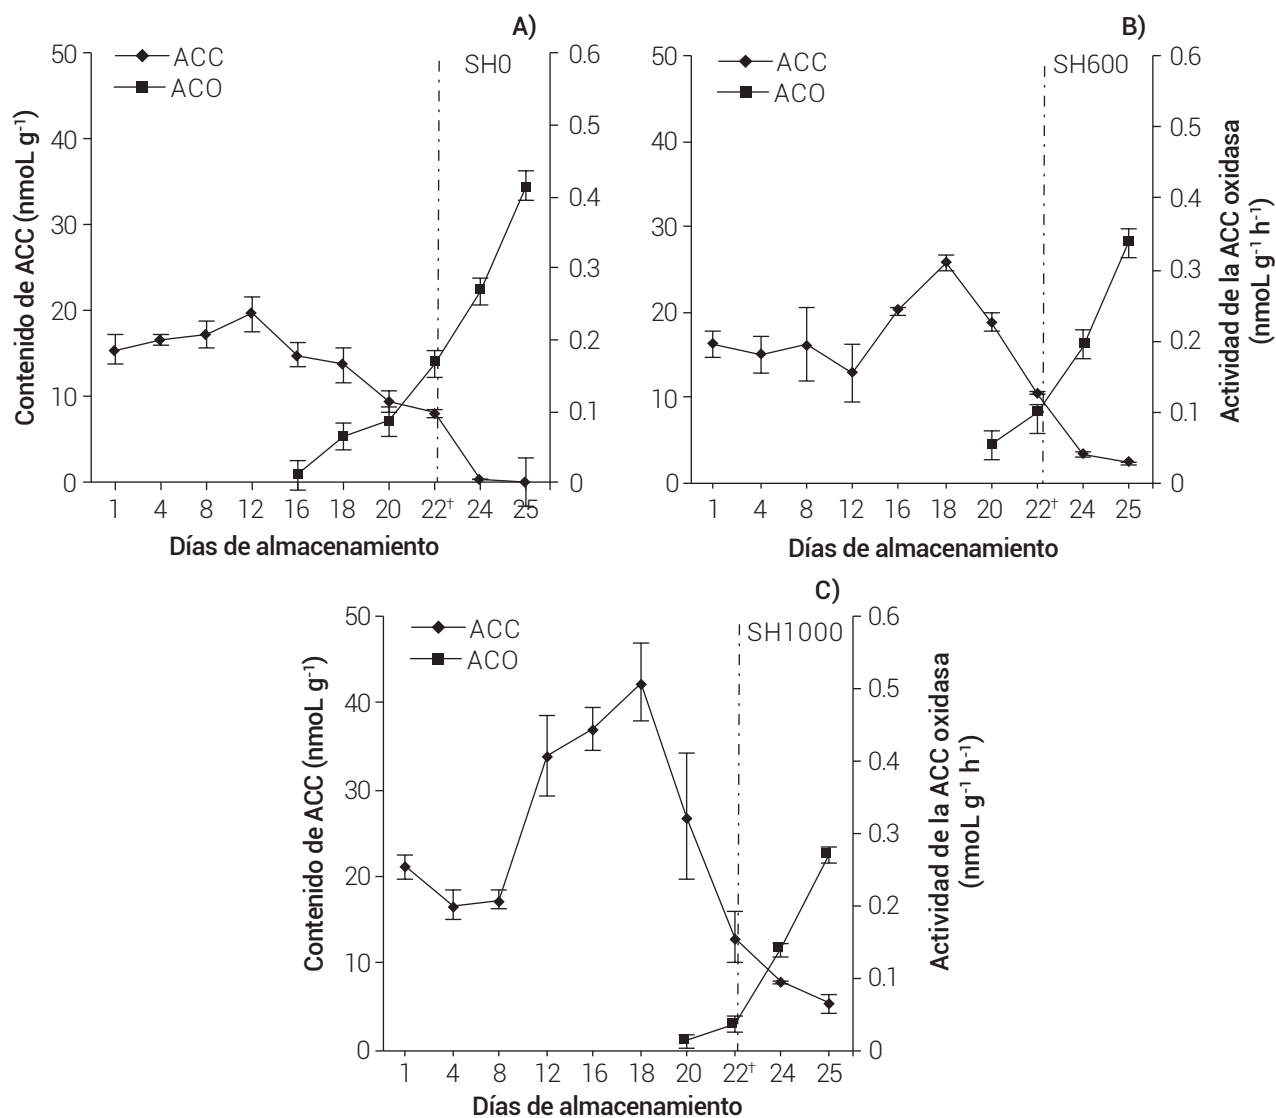 A)
Contenido de ACC (nmoL g⁻¹)
50
40
30
20
10
0
ACC
ACO
SH0
0.6
0.5
0.4
0.3
0.2
0.1
0
1 4 8 12 16 18 20 22† 24 25
Días de almacenamiento
B)
50
40
30
20
10
0
ACC
ACO
SH600
0.6
0.5
0.4
0.3
0.2
0.1
0
Actividad de la ACC oxidasa
(nmoL g⁻¹ h⁻¹)
1 4 8 12 16 18 20 22† 24 25
Días de almacenamiento
C)
Contenido de ACC (nmoL g⁻¹)
50
40
30
20
10
0
ACC
ACO
SH1000
0.6
0.5
0.4
0.3
0.2
0.1
0
Actividad de la ACC oxidasa
(nmoL g⁻¹ h⁻¹)
1 4 8 12 16 18 20 22† 24 25
Días de almacenamiento